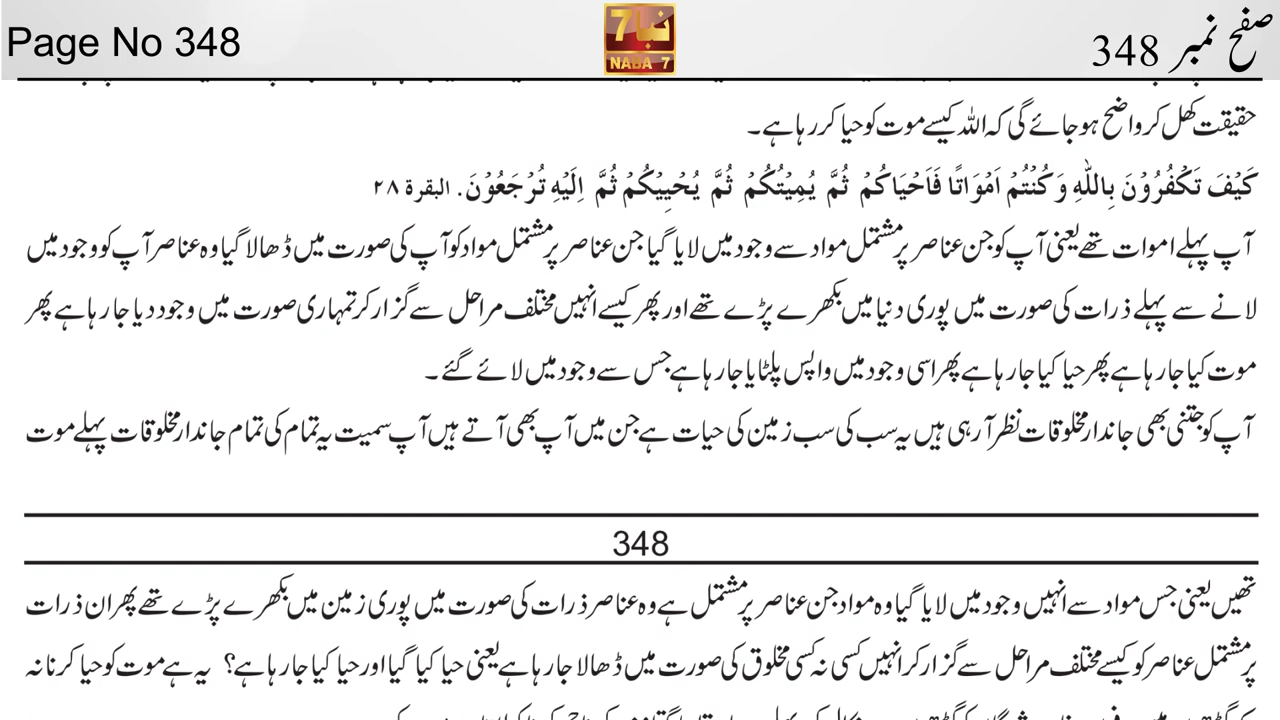 Page No 348
نبا 7
NABA 7
صفح نمبر 348
حقیقت کھل کر واضح ہو جائے گی کہ اللہ کیسے موت کو حیا کر رہا ہے۔
كَيْفَ تَكْفُرُوْنَ بِاللّٰهِ وَكُنْتُمْ اَمْوَاتًا فَاَحْيَاكُمْ ثُمَّ يُمِيْتُكُمْ ثُمَّ يُحْيِيْكُمْ ثُمَّ اِلَيْهِ تُرْجَعُوْنَ. البقرة ٢٨
آپ پہلے اموات تھے یعنی آپ کو جن عناصر پر مشتمل مواد سے وجود میں لایا گیا جن عناصر پر مشتمل مواد کو آپ کی صورت میں ڈھالا گیا وہ عناصر آپ کو وجود میں
لانے سے پہلے ذرات کی صورت میں پوری دنیا میں بکھرے پڑے تھے اور پھر کیسے انہیں مختلف مراحل سے گزار کر تمہاری صورت میں وجود دیا جا رہا ہے پھر
موت کیا جا رہا ہے پھر حیا کیا جا رہا ہے پھر اسی وجود میں واپس پلٹایا جا رہا ہے جس سے وجود میں لائے گئے۔
آپ کو جتنی بھی جاندار مخلوقات نظر آ رہی ہیں یہ سب کی سب زمین کی حیات ہے جن میں آپ بھی آتے ہیں آپ سمیت یہ تمام کی تمام جاندار مخلوقات پہلے موت
348
تھیں یعنی جس مواد سے انہیں وجود میں لایا گیا وہ مواد جن عناصر پر مشتمل ہے وہ عناصر ذرات کی صورت میں پوری زمین میں بکھرے پڑے تھے پھر ان ذرات
پر مشتمل عناصر کو کیسے مختلف مراحل سے گزار کر انہیں کسی نہ کسی مخلوق کی صورت میں ڈھالا جا رہا ہے یعنی حیا کیا گیا اور حیا کیا جا رہا ہے؟ یہ ہے موت کو حیا کرنا نہ